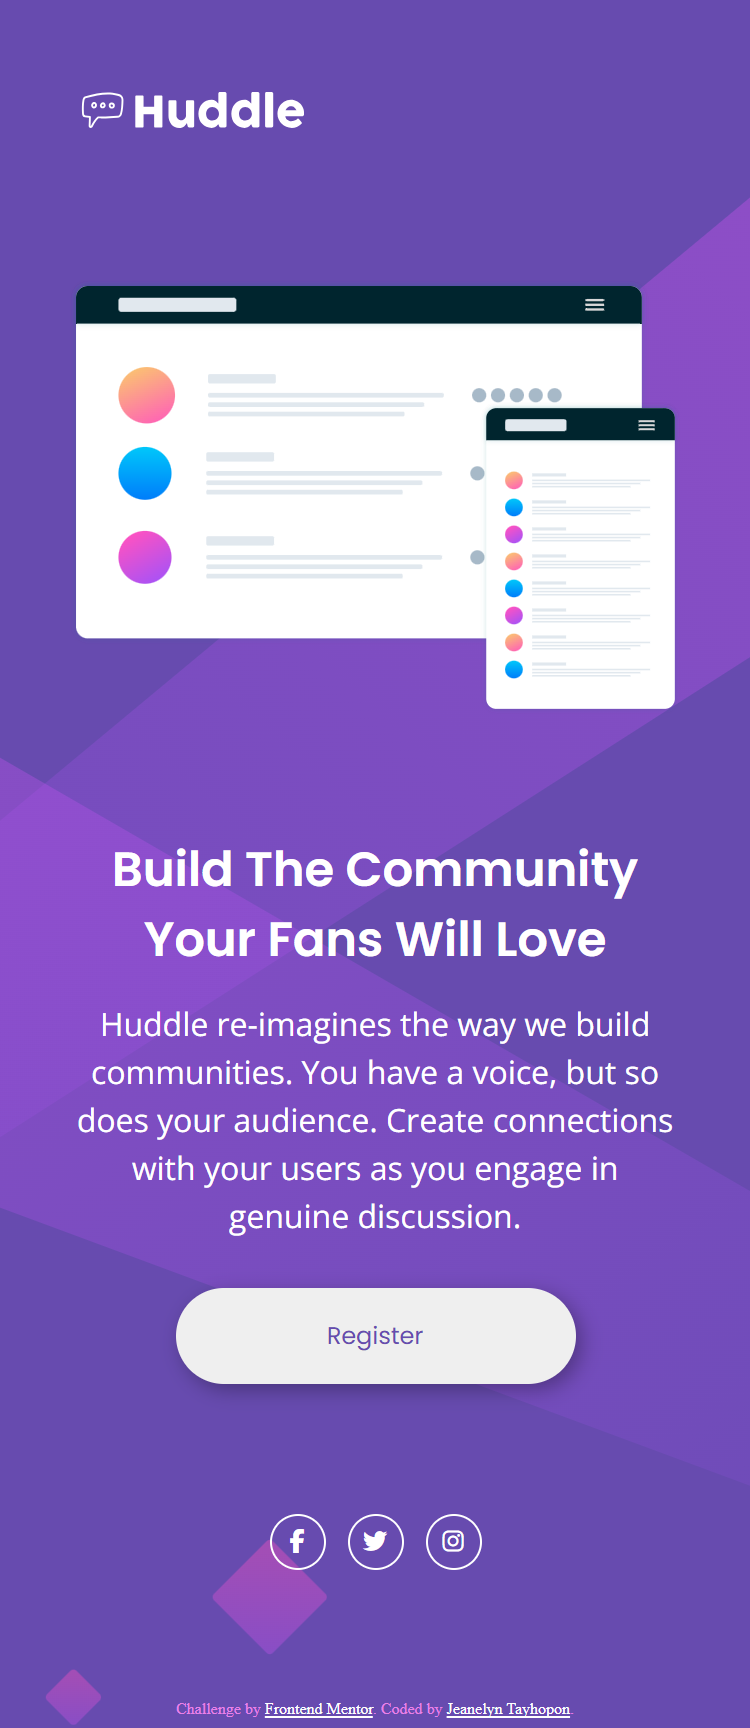 Huddle
Build The Community
Your Fans Will Love
Huddle re-imagines the way we build
communities. You have a voice, but so
does your audience. Create connections
with your users as you engage in
genuine discussion.
Register
Challenge by Frontend Mentor. Coded by Jeanelyn Tayhopon.